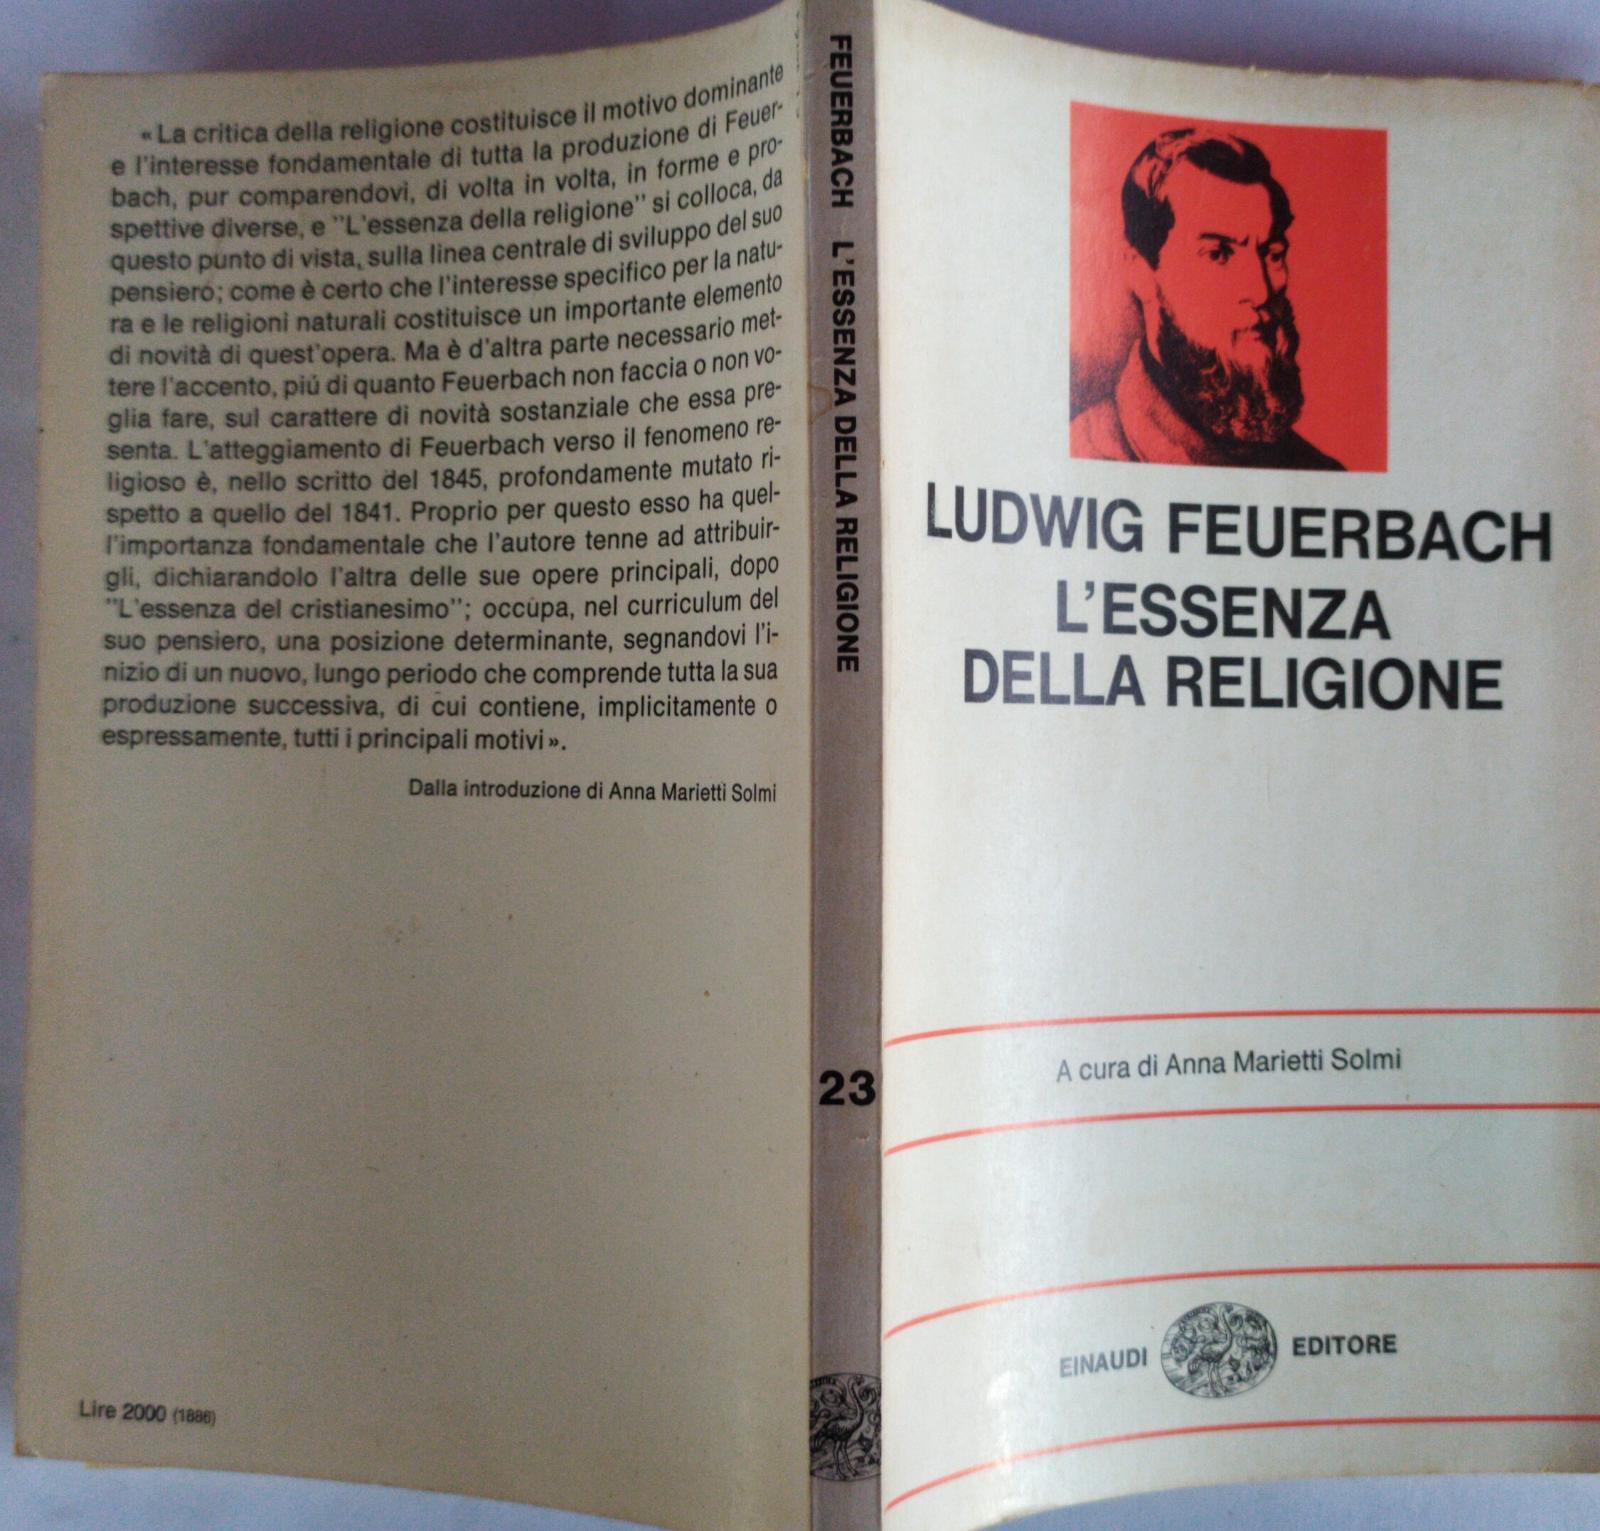 « La critica della religione costituisce il motivo dominante
e l'interesse fondamentale di tutta la produzione di Feuer-
bach, pur comparendovi, di volta in volta, in forme e pro-
spettive diverse, e "L'essenza della religione" si colloca, da
questo punto di vista, sulla linea centrale di sviluppo del suo
pensiero; come è certo che l'interesse specifico per la natu-
ra e le religioni naturali costituisce un importante elemento
di novità di quest'opera. Ma è d'altra parte necessario met-
tere l'accento, piú di quanto Feuerbach non faccia o non vo-
glia fare, sul carattere di novità sostanziale che essa pre-
senta. L'atteggiamento di Feuerbach verso il fenomeno re-
ligioso è, nello scritto del 1845, profondamente mutato ri-
spetto a quello del 1841. Proprio per questo esso ha quel-
l'importanza fondamentale che l'autore tenne ad attribuir-
gli, dichiarandolo l'altra delle sue opere principali, dopo
"L'essenza del cristianesimo"; occupa, nel curriculum del
suo pensiero, una posizione determinante, segnandovi l'i-
nizio di un nuovo, lungo periodo che comprende tutta la sua
produzione successiva, di cui contiene, implicitamente o
espressamente, tutti i principali motivi».
Dalla introduzione di Anna Marietti Solmi
Lire 2000 (1886)
FEUERBACH L'ESSENZA DELLA RELIGIONE
23
LUDWIG FEUERBACH
L'ESSENZA
DELLA RELIGIONE
A cura di Anna Marietti Solmi
EINAUDI EDITORE